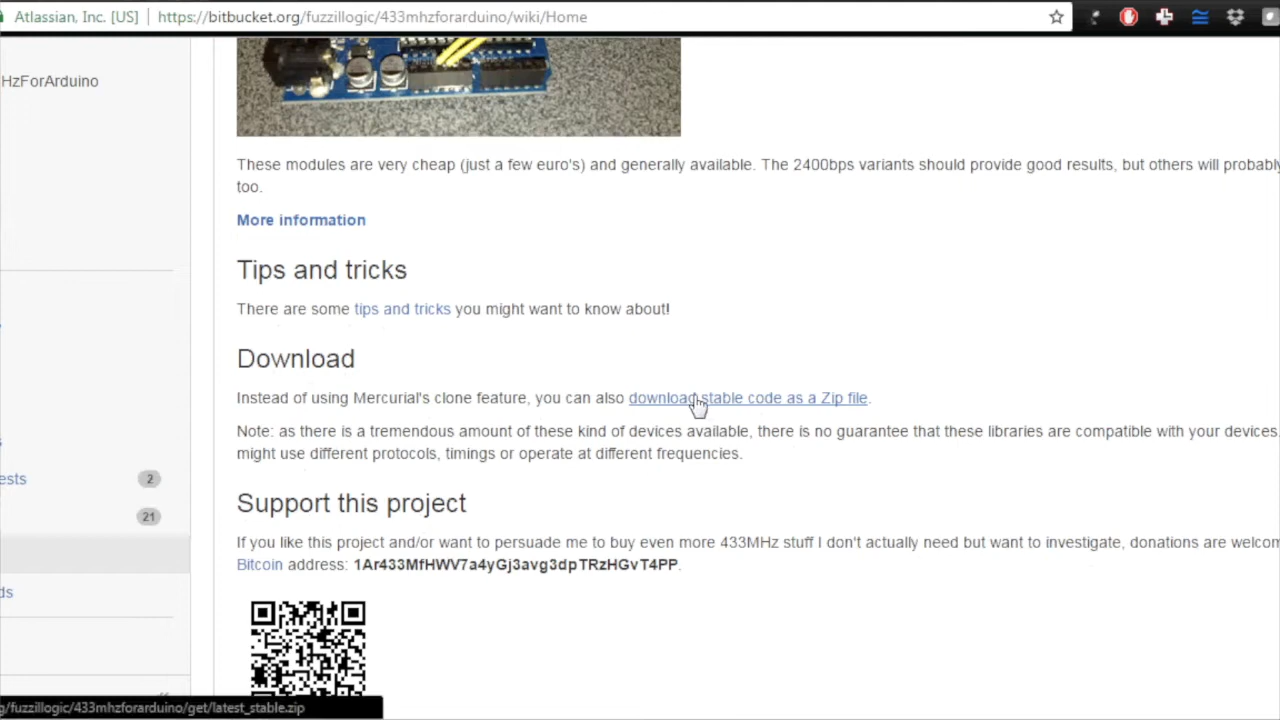 Atlassian, Inc. [US]
https://bitbucket.org/fuzzillogic/433mhzforarduino/wiki/Home
HzForArduino
These modules are very cheap (just a few euro's) and generally available. The 2400bps variants should provide good results, but others will probably
too.
More information
Tips and tricks
There are some tips and tricks you might want to know about!
Download
Instead of using Mercurial's clone feature, you can also download stable code as a Zip file.
Note: as there is a tremendous amount of these kind of devices available, there is no guarantee that these libraries are compatible with your devices.
might use different protocols, timings or operate at different frequencies.
ests
2
21
Support this project
If you like this project and/or want to persuade me to buy even more 433MHz stuff I don't actually need but want to investigate, donations are welcom
Bitcoin address: 1Ar433MfHWV7a4yGj3avg3dpTRzHGvT4PP.
ds
g/fuzzillogic/433mhzforarduino/get/latest_stable.zip